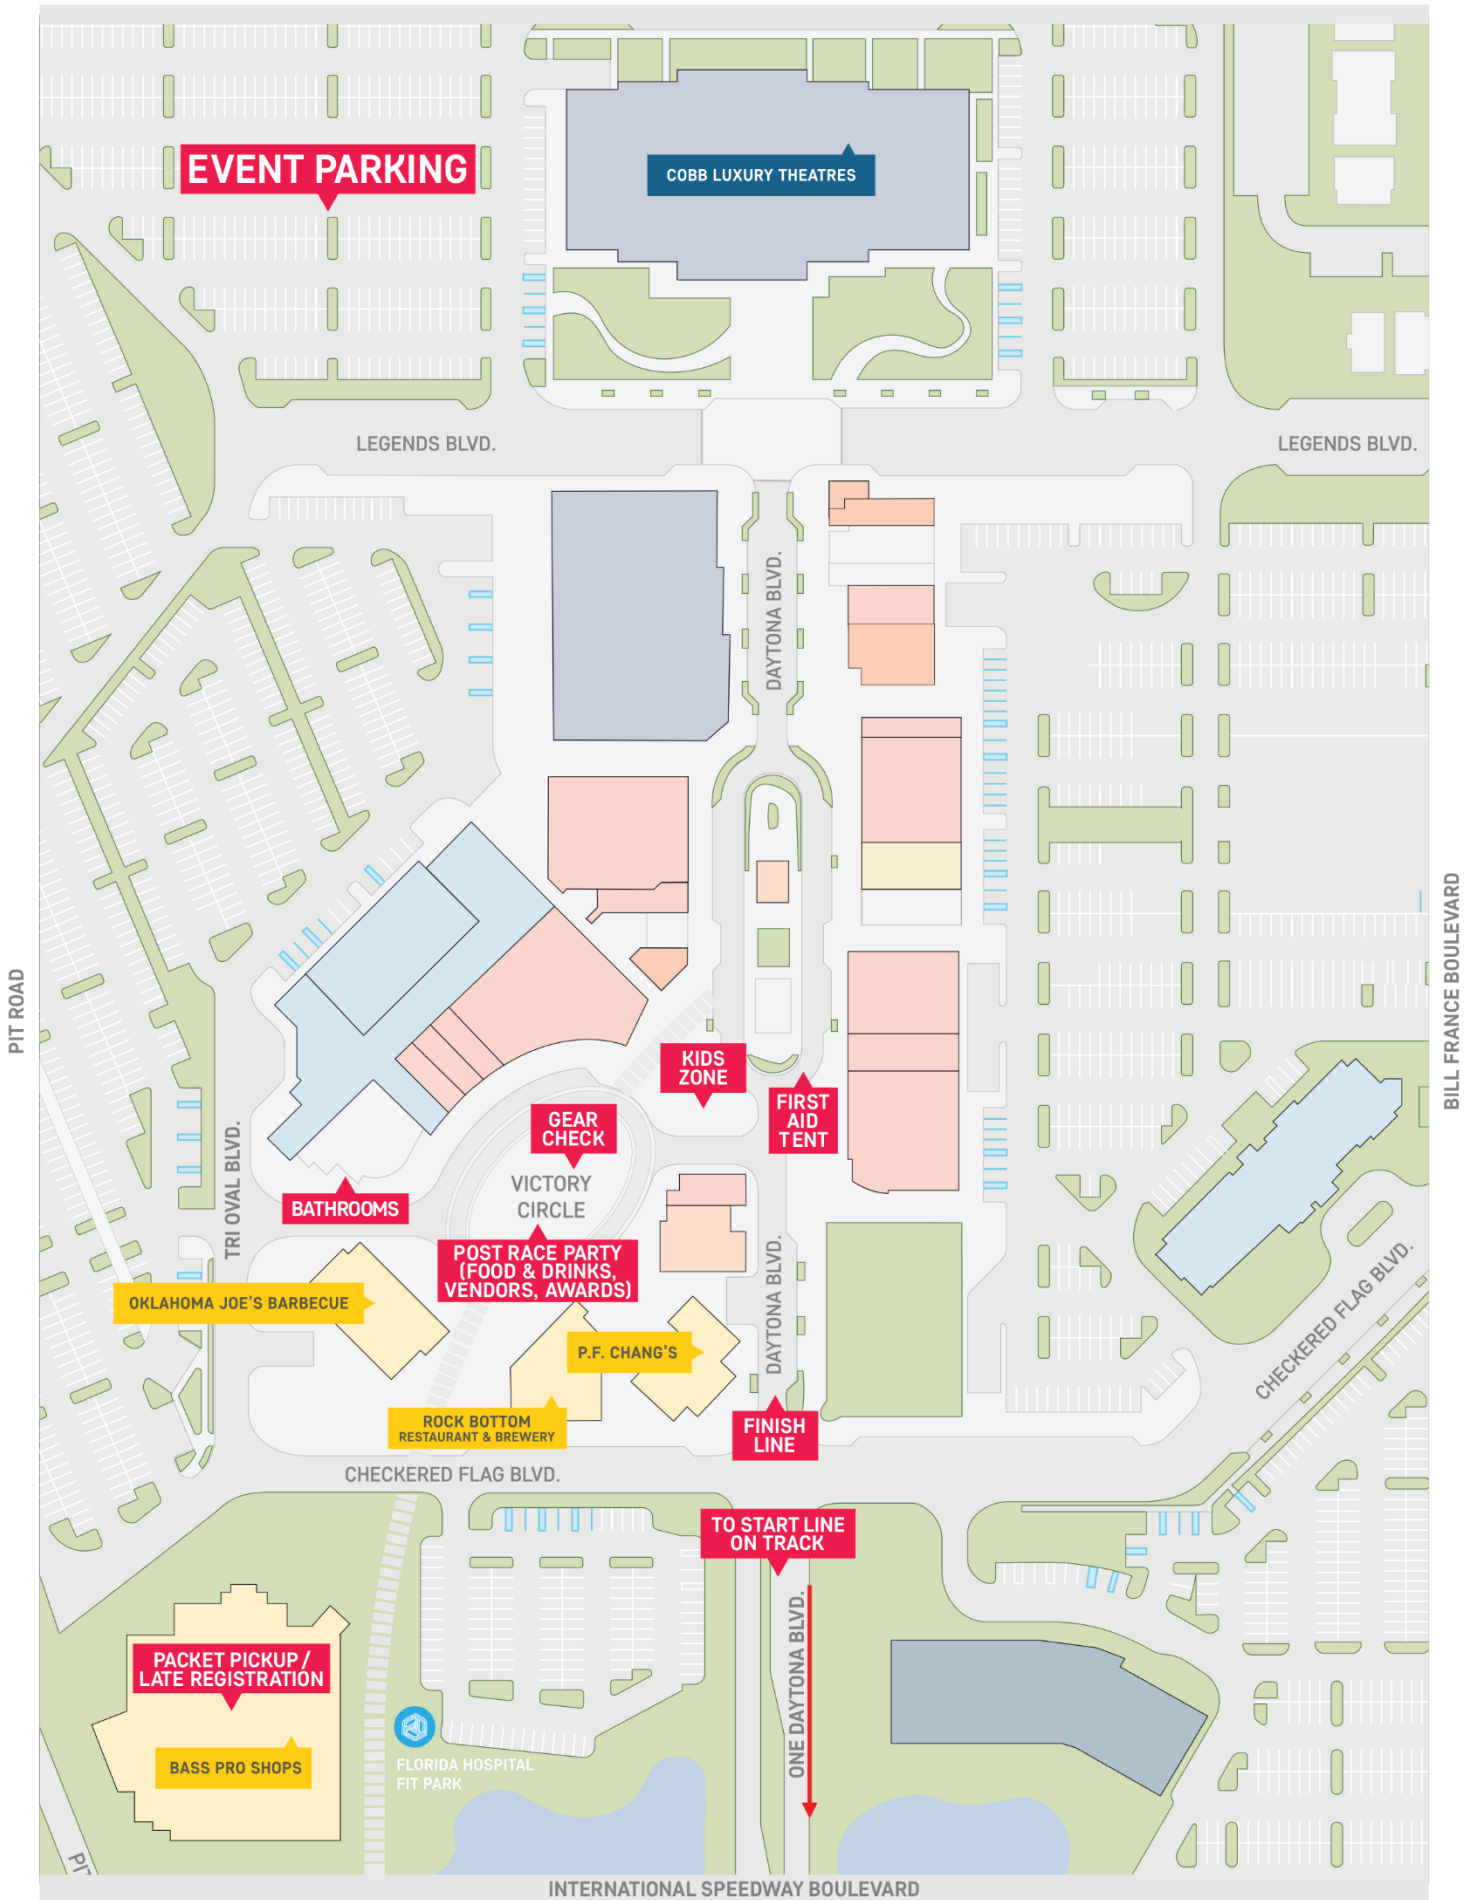 EVENT PARKING
COBB LUXURY THEATRES
LEGENDS BLVD.
LEGENDS BLVD.
DAYTONA BLVD.
PIT ROAD
BILL FRANCE BOULEVARD
KIDS
ZONE
FIRST
AID
TENT
GEAR
CHECK
VICTORY
CIRCLE
TRI OVAL BLVD.
BATHROOMS
POST RACE PARTY
(FOOD & DRINKS,
VENDORS, AWARDS)
OKLAHOMA JOE'S BARBECUE
P.F. CHANG'S
DAYTONA BLVD.
CHECKERED FLAG BLVD.
ROCK BOTTOM
RESTAURANT & BREWERY
FINISH
LINE
CHECKERED FLAG BLVD.
TO START LINE
ON TRACK
ONE DAYTONA BLVD.
PACKET PICKUP/
LATE REGISTRATION
BASS PRO SHOPS
FLORIDA HOSPITAL
FIT PARK
PIT
INTERNATIONAL SPEEDWAY BOULEVARD